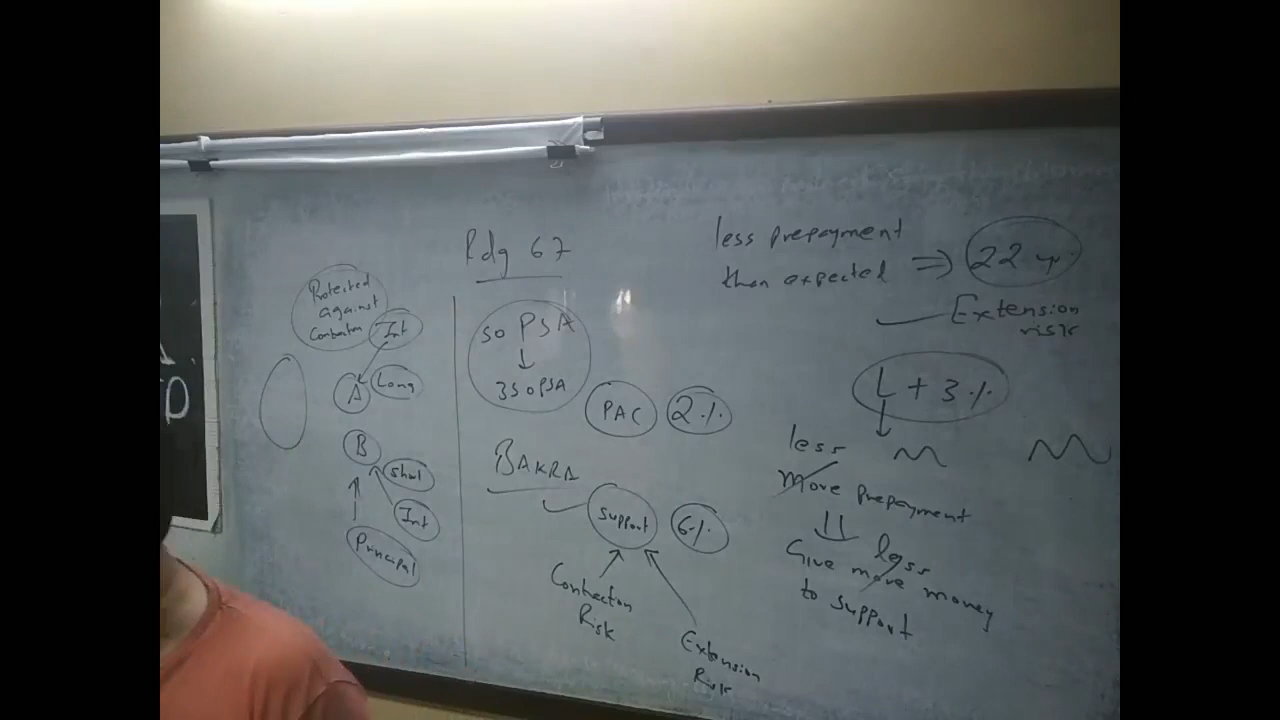 Rdg 67
Protected
against
Contraction
Int
A
Long
B
Short
Int
Principal
50 PSA
↓
350 PSA
PAC
2%
BAKRA
Support
6%
Contraction
Risk
Extension
Risk
less prepayment
than expected ⇒ 22 yr
Extension
risk
L + 3%
less
More prepayment
less
Give more money
to support
D